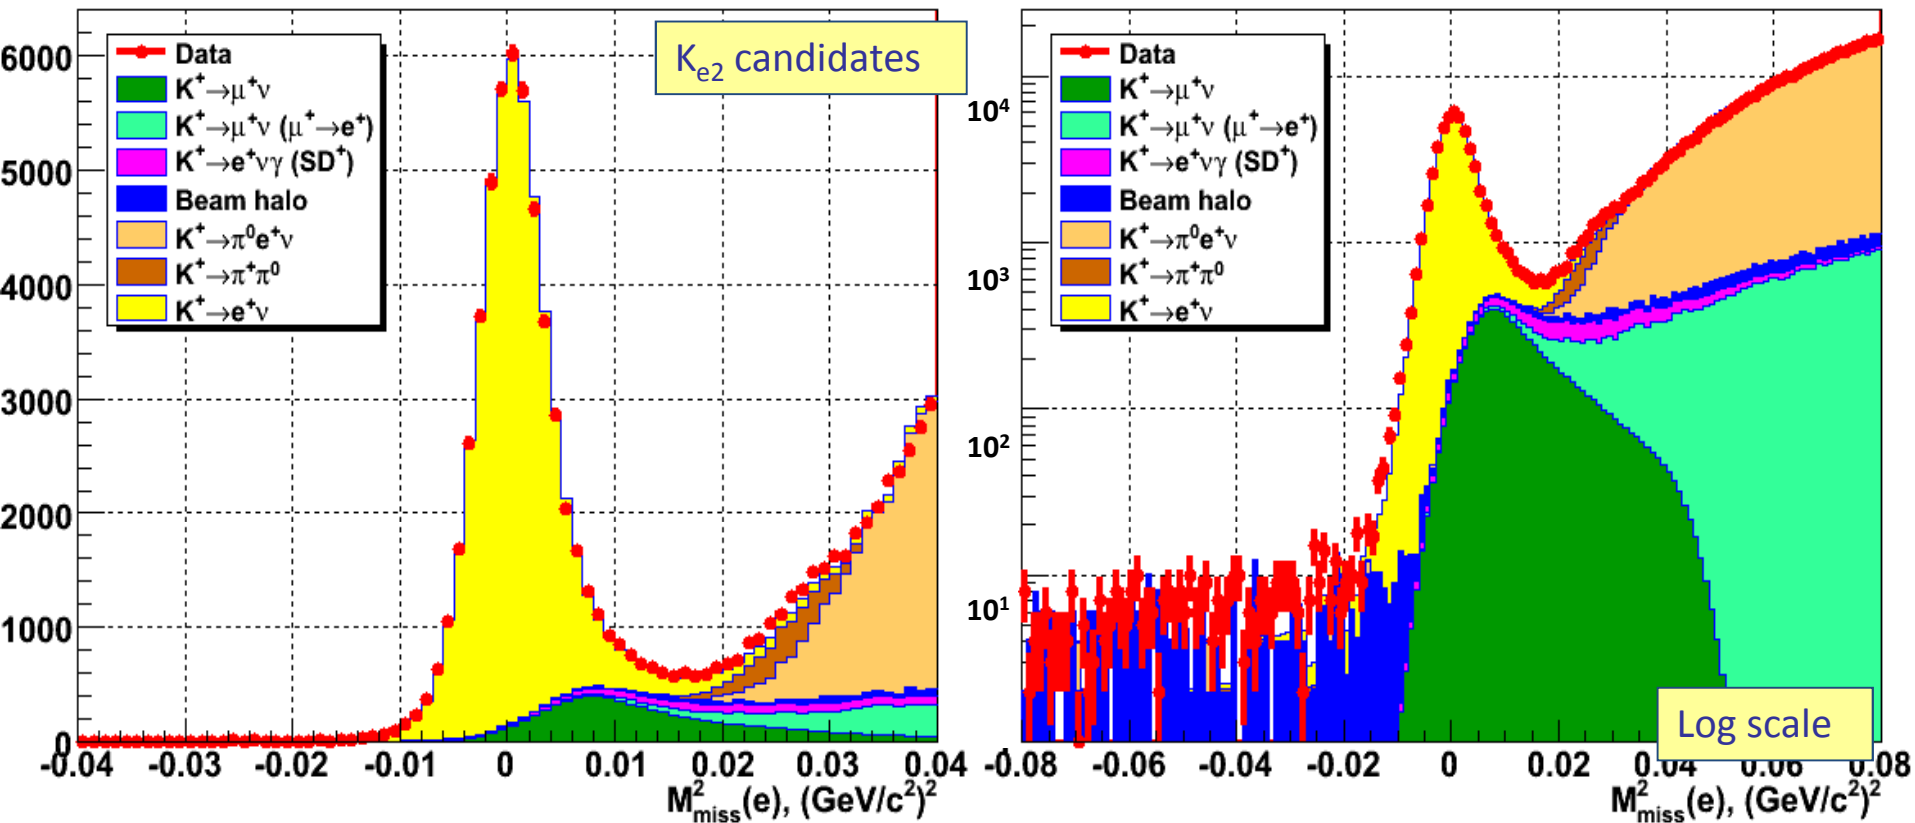 K_e2 candidates
6000
5000
4000
3000
2000
1000
0
Data
K⁺→μ⁺ν
K⁺→μ⁺ν (μ⁺→e⁺)
K⁺→e⁺νγ (SD⁺)
Beam halo
K⁺→π⁰e⁺ν
K⁺→π⁺π⁰
K⁺→e⁺ν
-0.04 -0.03 -0.02 -0.01 0 0.01 0.02 0.03 0.04
M²_miss(e), (GeV/c²)²
10⁴
10³
10²
10¹
Data
K⁺→μ⁺ν
K⁺→μ⁺ν (μ⁺→e⁺)
K⁺→e⁺νγ (SD⁺)
Beam halo
K⁺→π⁰e⁺ν
K⁺→π⁺π⁰
K⁺→e⁺ν
Log scale
-0.08 -0.06 -0.04 -0.02 0 0.02 0.04 0.06 0.08
M²_miss(e), (GeV/c²)²